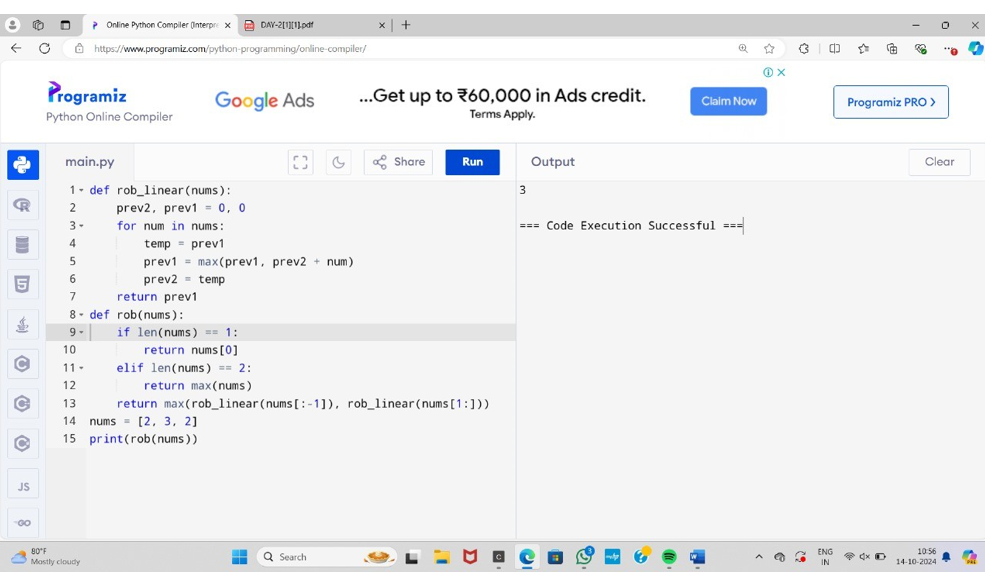 Online Python Compiler (Interpre
DAY-2[1][1].pdf
https://www.programiz.com/python-programming/online-compiler/
Programiz
Python Online Compiler
Google Ads
...Get up to ₹60,000 in Ads credit.
Terms Apply.
Claim Now
Programiz PRO >
main.py
Share
Run
Output
Clear
1 def rob_linear(nums):
2 prev2, prev1 = 0, 0
3 for num in nums:
4 temp = prev1
5 prev1 = max(prev1, prev2 + num)
6 prev2 = temp
7 return prev1
8 def rob(nums):
9 if len(nums) == 1:
10 return nums[0]
11 elif len(nums) == 2:
12 return max(nums)
13 return max(rob_linear(nums[:-1]), rob_linear(nums[1:]))
14 nums = [2, 3, 2]
15 print(rob(nums))
3
=== Code Execution Successful ===
JS
GO
80°F
Mostly cloudy
Search
3
ENG
IN
10:56
14-10-2024